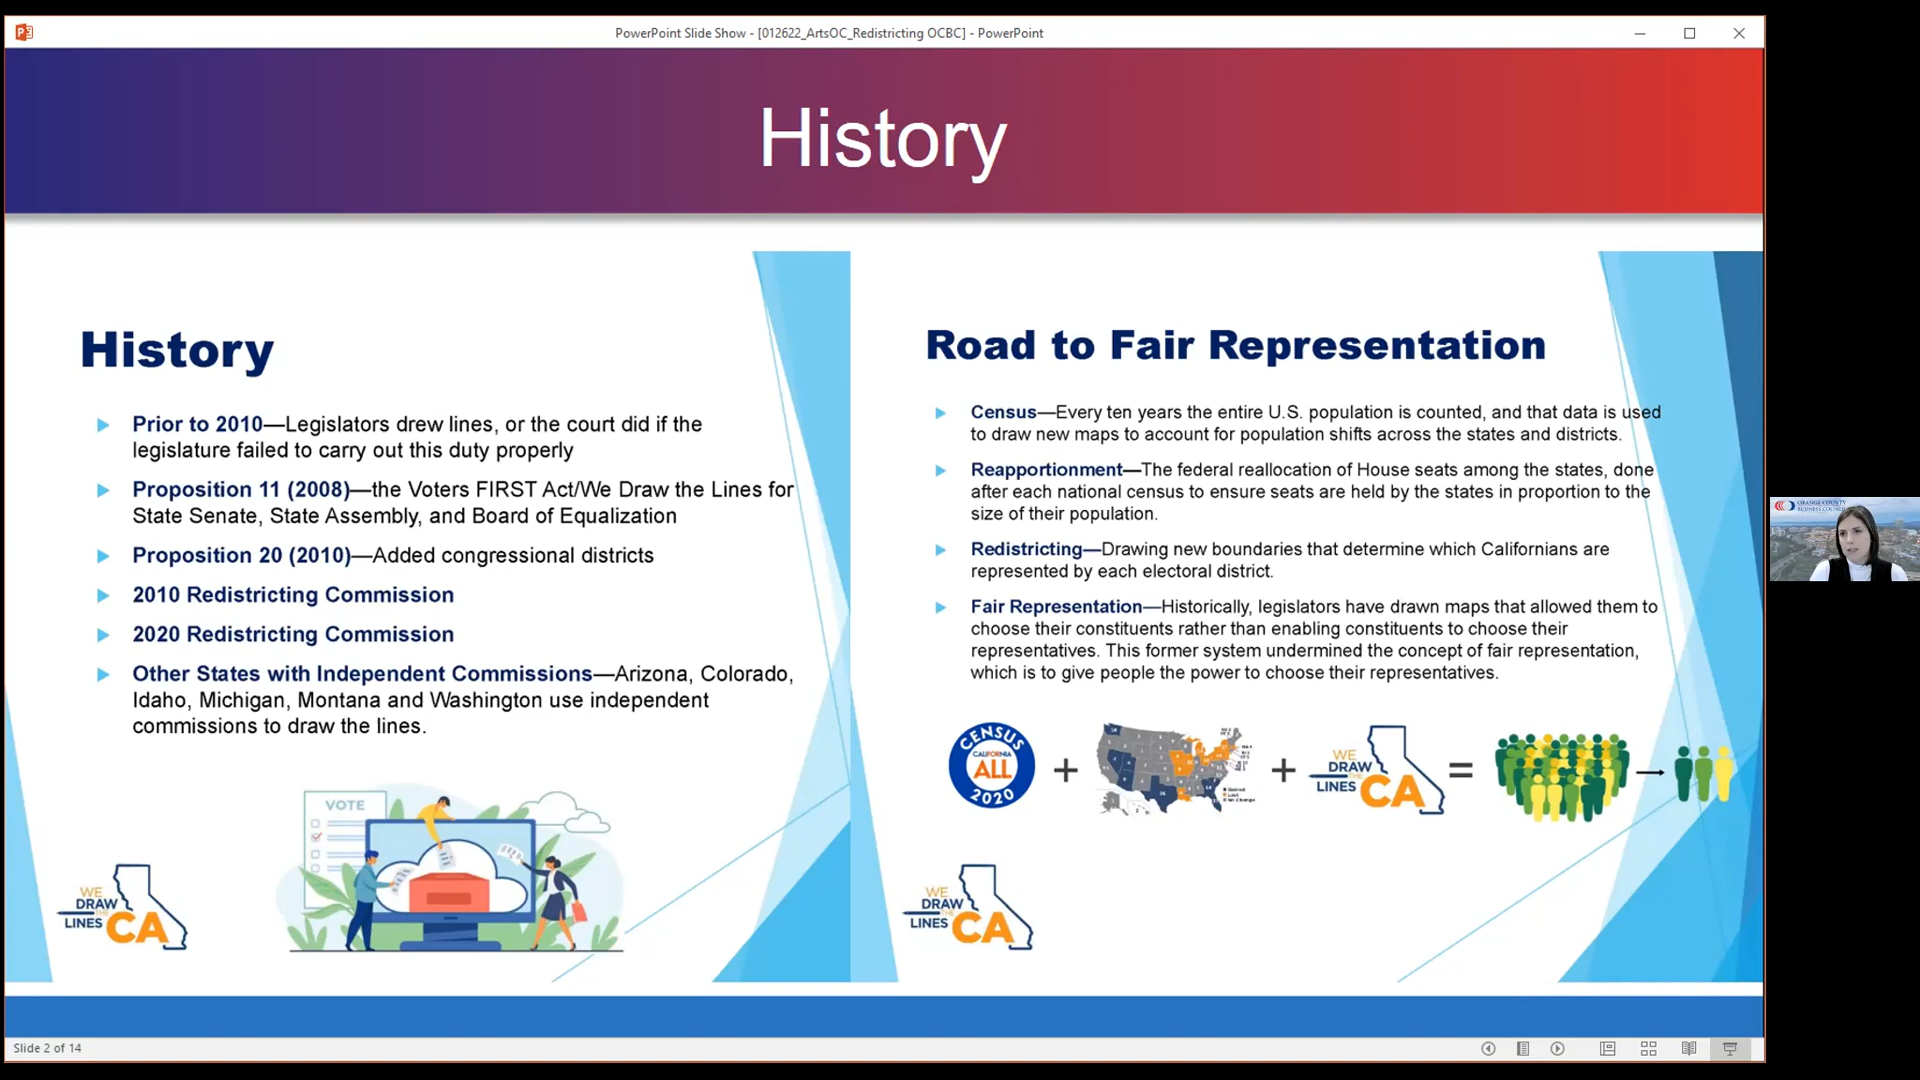 PowerPoint Slide Show - [012622_ArtsOC_Redistricting OCBC] - PowerPoint
History
History
Prior to 2010—Legislators drew lines, or the court did if the
legislature failed to carry out this duty properly
Proposition 11 (2008)—the Voters FIRST Act/We Draw the Lines for
State Senate, State Assembly, and Board of Equalization
Proposition 20 (2010)—Added congressional districts
2010 Redistricting Commission
2020 Redistricting Commission
Other States with Independent Commissions—Arizona, Colorado,
Idaho, Michigan, Montana and Washington use independent
commissions to draw the lines.
VOTE
WE
DRAW
THE
LINES
CA
Road to Fair Representation
Census—Every ten years the entire U.S. population is counted, and that data is used
to draw new maps to account for population shifts across the states and districts.
Reapportionment—The federal reallocation of House seats among the states, done
after each national census to ensure seats are held by the states in proportion to the
size of their population.
Redistricting—Drawing new boundaries that determine which Californians are
represented by each electoral district.
Fair Representation—Historically, legislators have drawn maps that allowed them to
choose their constituents rather than enabling constituents to choose their
representatives. This former system undermined the concept of fair representation,
which is to give people the power to choose their representatives.
CENSUS
CALIFORNIA
ALL
2020
+
+
WE
DRAW
THE
LINES
CA
=
WE
DRAW
THE
LINES
CA
ORANGE COUNTY
BUSINESS COUNCIL
Slide 2 of 14